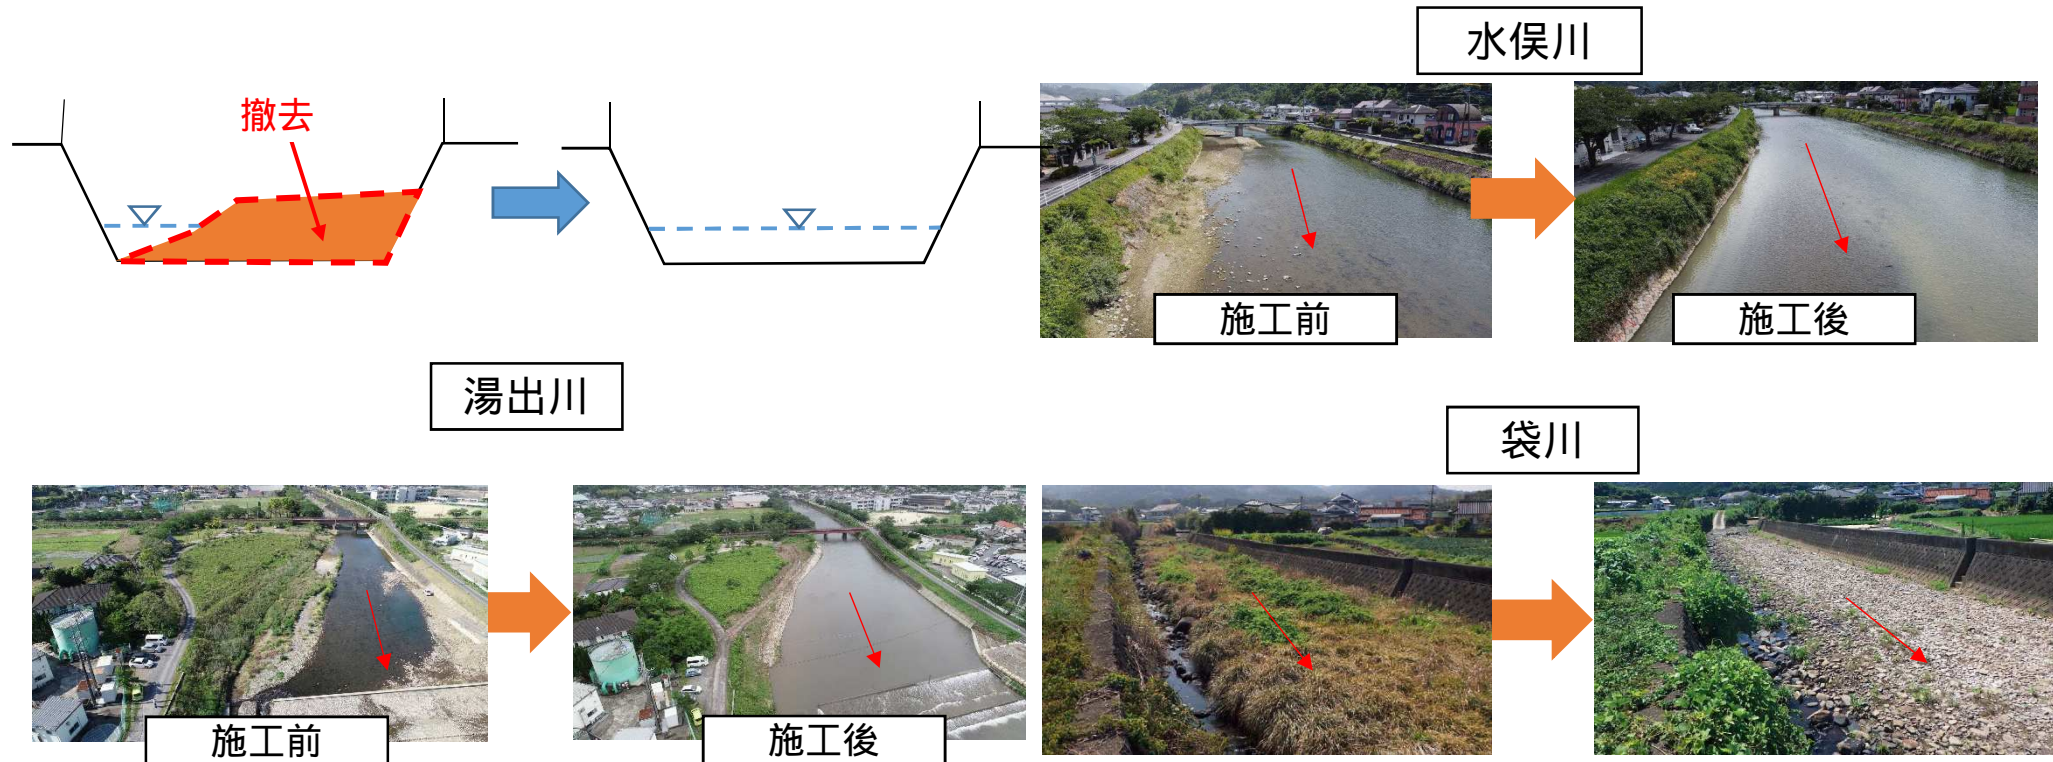 撤去
水俣川
施工前
施工後
湯出川
施工前
施工後
袋川